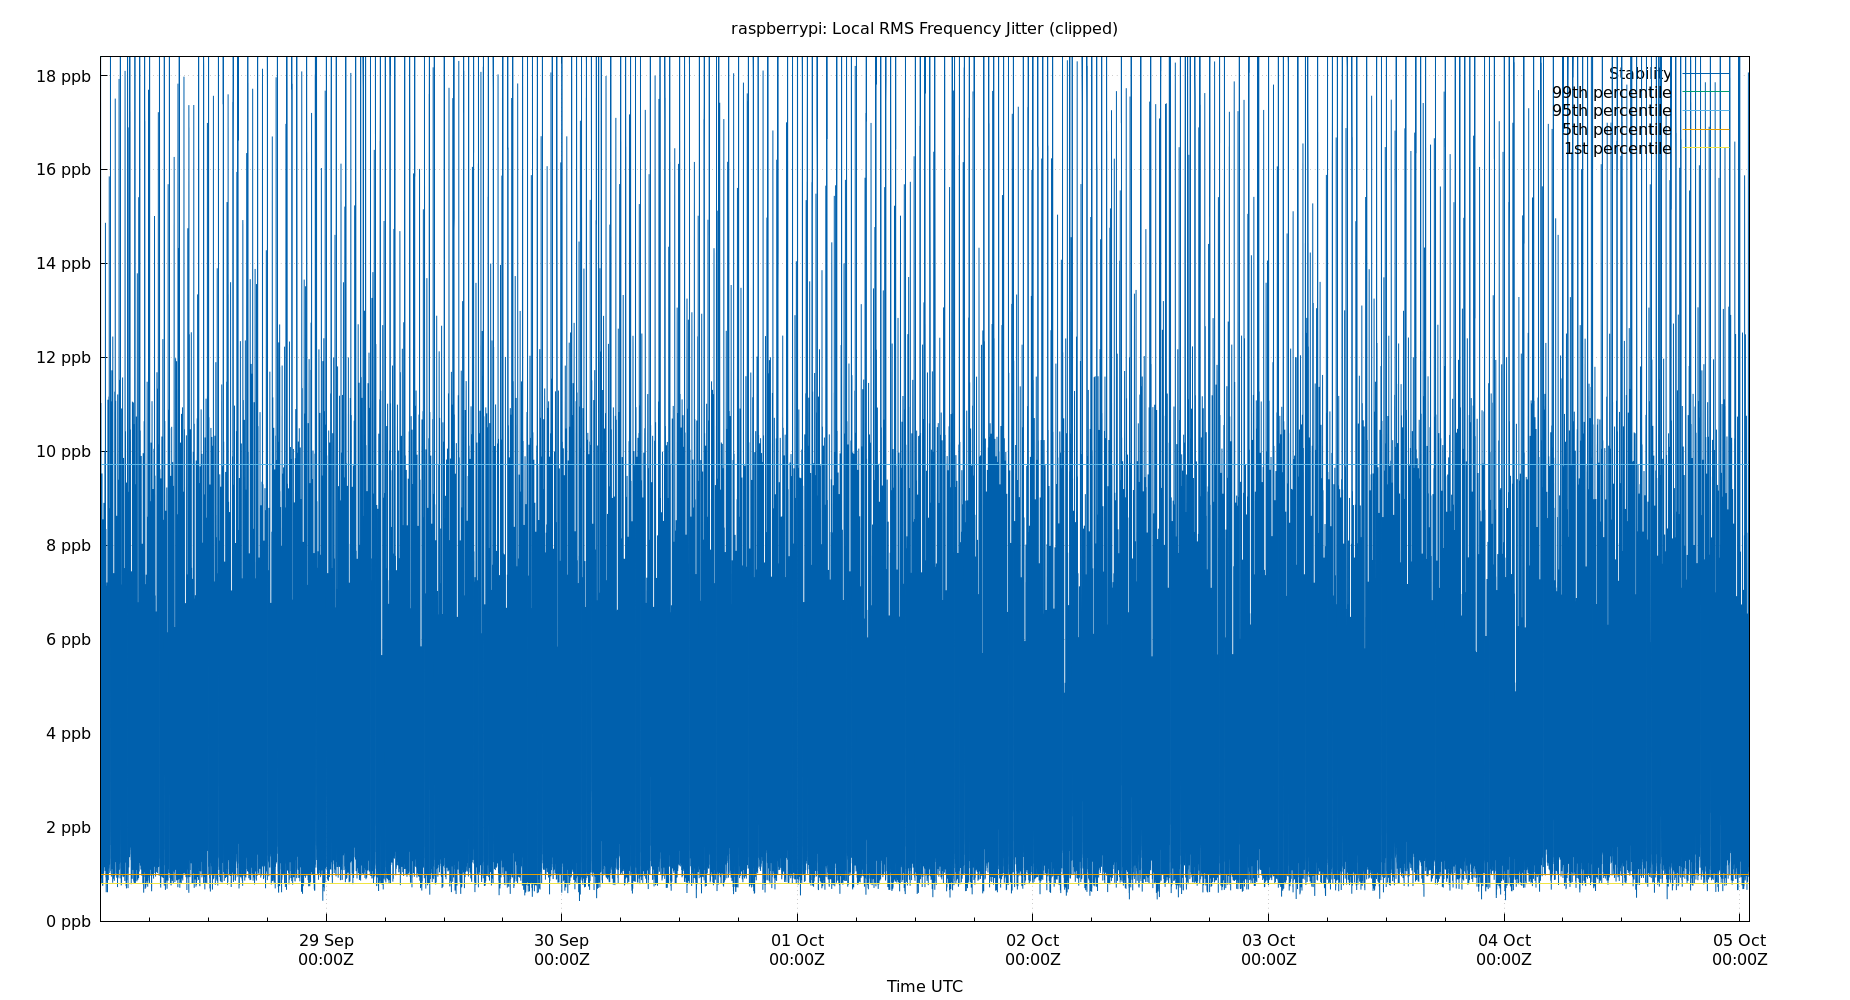 raspberrypi: Local RMS Frequency Jitter (clipped)
18 ppb
16 ppb
14 ppb
12 ppb
10 ppb
8 ppb
6 ppb
4 ppb
2 ppb
0 ppb
Stability
99th percentile
95th percentile
5th percentile
1st percentile
29 Sep
00:00Z
30 Sep
00:00Z
01 Oct
00:00Z
02 Oct
00:00Z
03 Oct
00:00Z
04 Oct
00:00Z
05 Oct
00:00Z
Time UTC